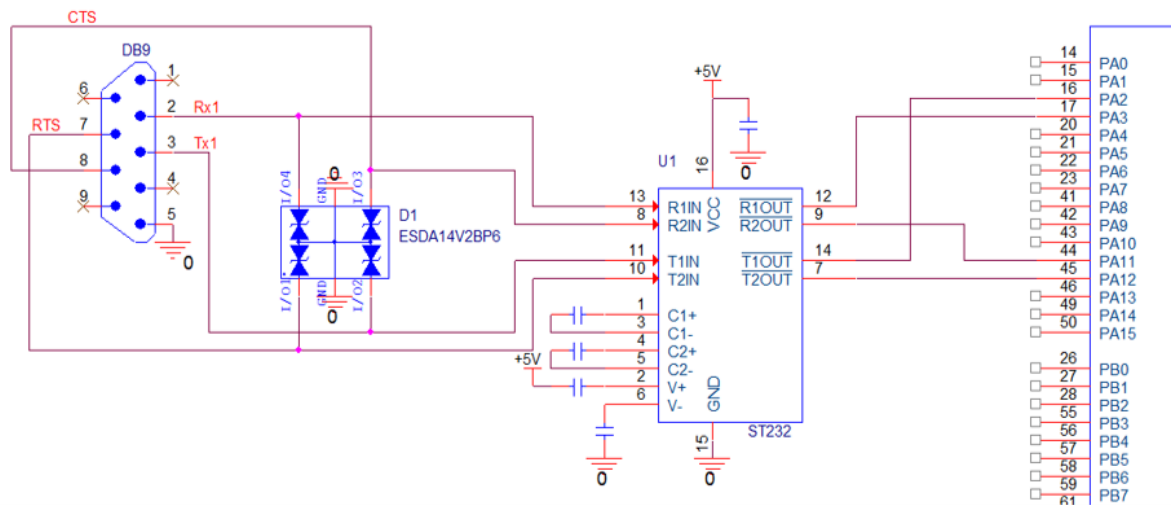 CTS
DB9
1
6
2
Rx1
RTS
7
3
Tx1
8
4
9
5
0
I/O4
GND
0
I/O3
D1
ESDA14V2BP6
I/O1
GND
0
I/O2
+5V
0
U1
16
VCC
13
R1IN
8
R2IN
11
T1IN
10
T2IN
1
C1+
3
C1-
4
C2+
5
C2-
+5V
2
V+
6
V-
0
12
R1OUT
9
R2OUT
14
T1OUT
7
T2OUT
GND
15
0
ST232
14 PA0
15 PA1
16 PA2
17 PA3
20 PA4
21 PA5
22 PA6
23 PA7
41 PA8
42 PA9
43 PA10
44 PA11
45 PA12
46 PA13
49 PA14
50 PA15
26 PB0
27 PB1
28 PB2
55 PB3
56 PB4
57 PB5
58 PB6
59 PB7
61